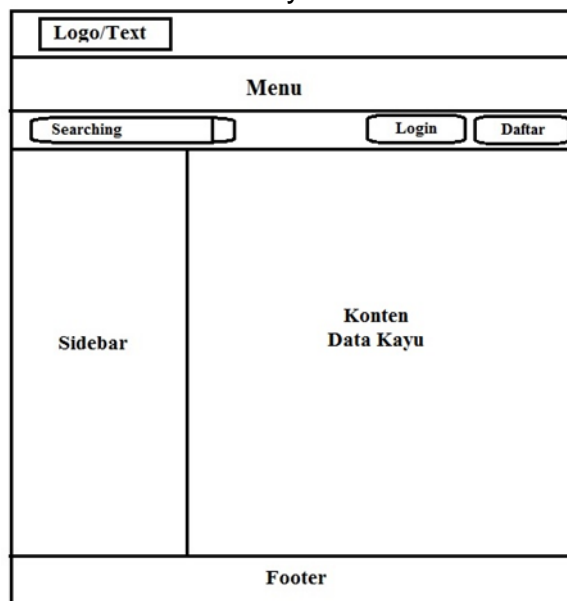 Logo/Text
Menu
Searching
Login
Daftar
Sidebar
Konten
Data Kayu
Footer